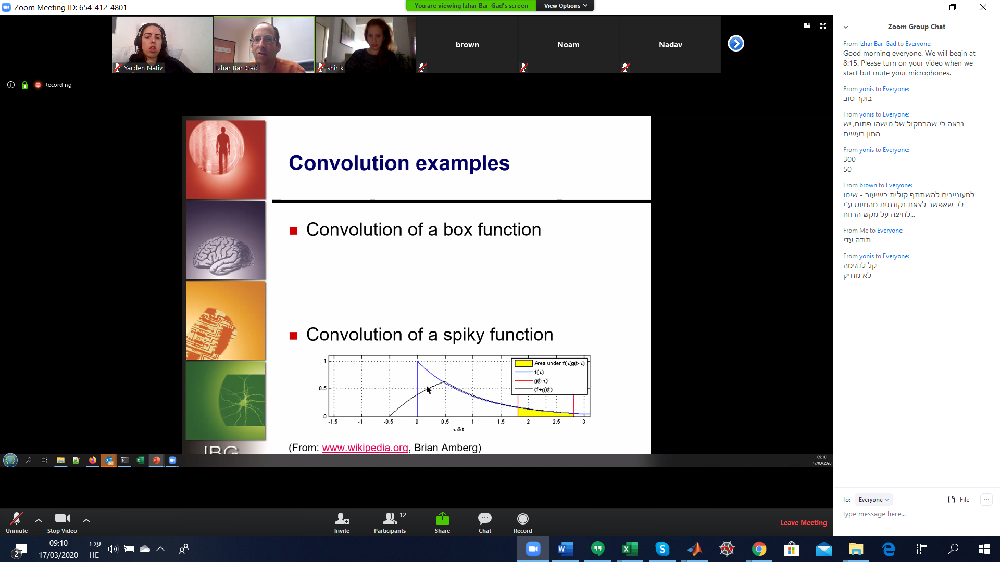 Zoom Meeting ID: 654-412-4801
You are viewing Izhar Bar-Gad's screen
View Options
Yarden Nativ
Izhar Bar-Gad
shir k
brown
Noam
Nadav
Recording
Convolution examples
Convolution of a box function
Convolution of a spiky function
1
0.5
0
-1.5 -1 -0.5 0 0.5 1 1.5 2 2.5 3
τ & t
Area under f(τ)g(t-τ)
f(τ)
g(t-τ)
(f∗g)(t)
(From: www.wikipedia.org, Brian Amberg)
IBG
09:10
17/03/2020
Zoom Group Chat
From Izhar Bar-Gad to Everyone:
Good morning everyone. We will begin at
8:15. Please turn on your video when we
start but mute your microphones.
From yonis to Everyone:
בוקר טוב
From yonis to Everyone:
נראה לי שהרמקול של מישהו פתוח, יש
המון רעשים
From yonis to Everyone:
300
50
From brown to Everyone:
למעוניינים להשתתף קולית בשיעור - שימו
לב שאפשר לצאת נקודתית מהמיוט ע"י
לחיצה על מקש הרווח...
From Me to Everyone:
תודה עדי
From yonis to Everyone:
קל לדגימה
לא מדויק
To: Everyone
File
Type message here...
Unmute
Stop Video
Invite
Participants
12
Share
Chat
Record
Leave Meeting
2
09:10
17/03/2020
עבר
HE